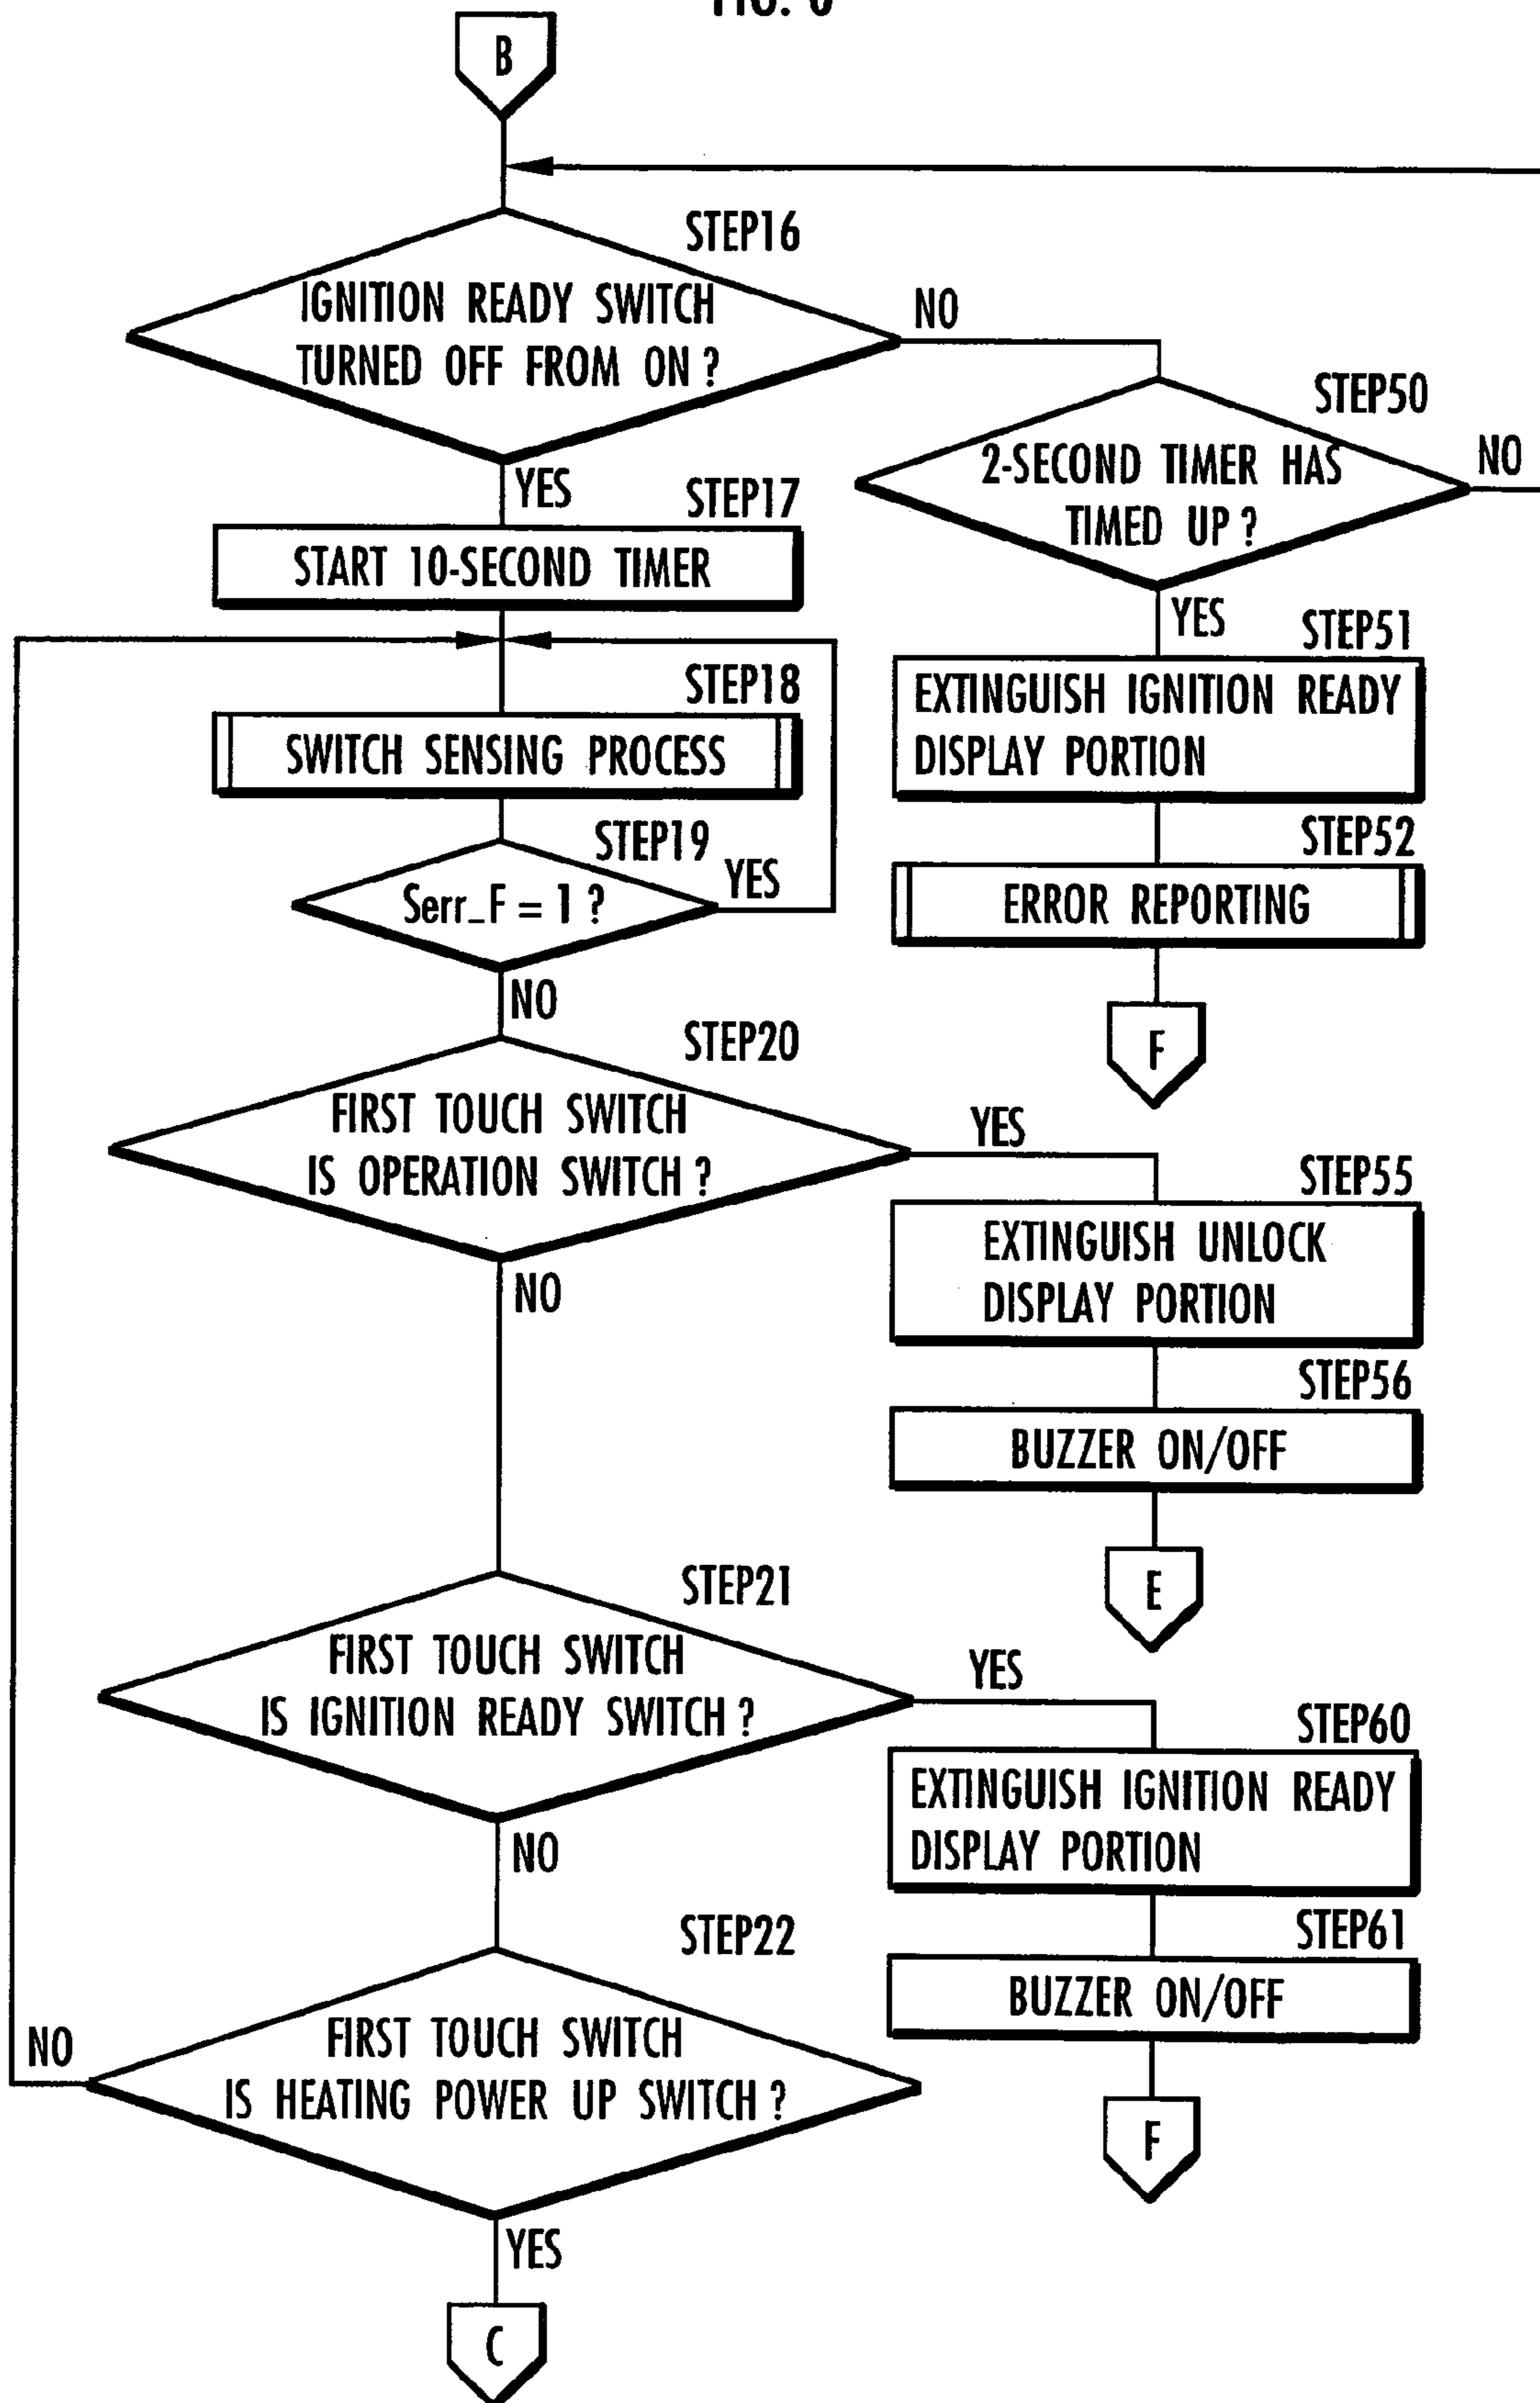 B
STEP16
IGNITION READY SWITCH
TURNED OFF FROM ON ?
NO
YES
STEP50
2-SECOND TIMER HAS
TIMED UP ?
NO
YES
STEP17
START 10-SECOND TIMER
STEP18
SWITCH SENSING PROCESS
STEP19
Serr_F = 1 ?
YES
NO
STEP51
EXTINGUISH IGNITION READY
DISPLAY PORTION
STEP52
ERROR REPORTING
F
STEP20
FIRST TOUCH SWITCH
IS OPERATION SWITCH ?
YES
NO
STEP55
EXTINGUISH UNLOCK
DISPLAY PORTION
STEP56
BUZZER ON/OFF
E
STEP21
FIRST TOUCH SWITCH
IS IGNITION READY SWITCH ?
YES
NO
STEP60
EXTINGUISH IGNITION READY
DISPLAY PORTION
STEP61
BUZZER ON/OFF
F
STEP22
FIRST TOUCH SWITCH
IS HEATING POWER UP SWITCH ?
NO
YES
C